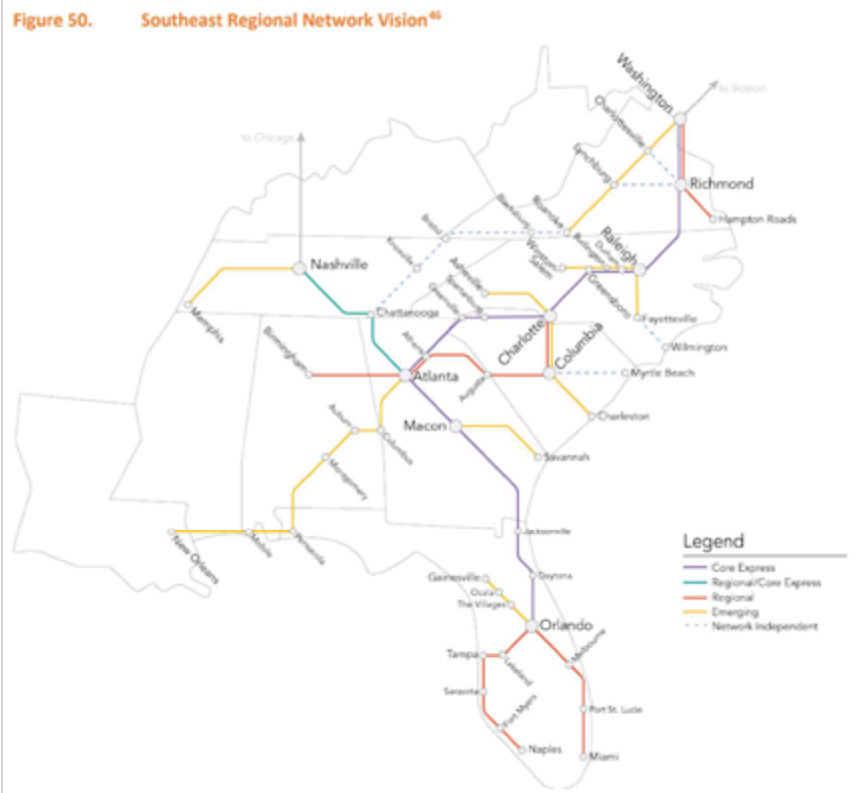 Figure 50. Southeast Regional Network Vision46
Washington
to Boston
Charlottesville
to Chicago
Lynchburg
Richmond
Blacksburg
Roanoke
Hampton Roads
Bristol
Burlington
Durham
Raleigh
Knoxville
Winston
Salem
Nashville
Asheville
Greensboro
Spartanburg
Greenville
Memphis
Chattanooga
Fayetteville
Charlotte
Columbia
Wilmington
Birmingham
Athens
Atlanta
Augusta
Myrtle Beach
Auburn
Columbus
Macon
Charleston
Montgomery
Savannah
New Orleans
Mobile
Pensacola
Jacksonville
Legend
Core Express
Regional/Core Express
Regional
Emerging
Network Independent
Gainesville
Daytona
Ocala
The Villages
Orlando
Melbourne
Tampa
Lakeland
Sarasota
Fort Myers
Port St. Lucie
Naples
Miami